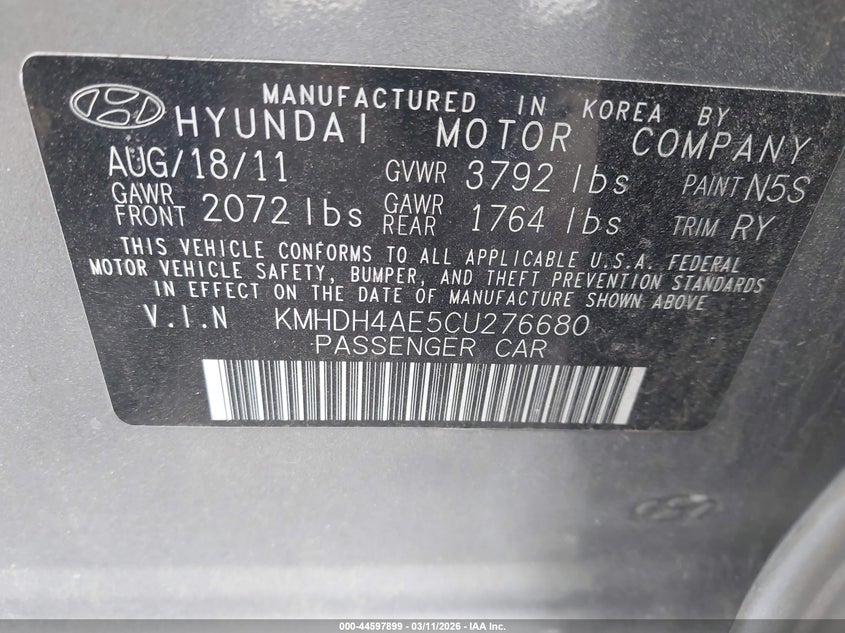 MANUFACTURED IN KOREA BY
HYUNDAI MOTOR COMPANY
AUG/18/11 GVWR 3792 lbs PAINT N5S
GAWR FRONT 2072 lbs GAWR REAR 1764 lbs TRIM RY
THIS VEHICLE CONFORMS TO ALL APPLICABLE U.S.A. FEDERAL
MOTOR VEHICLE SAFETY, BUMPER, AND THEFT PREVENTION STANDARDS
IN EFFECT ON THE DATE OF MANUFACTURE SHOWN ABOVE
V.I.N KMHDH4AE5CU276680
PASSENGER CAR
000-44597899 | 03/11/2026 - IAA Inc.